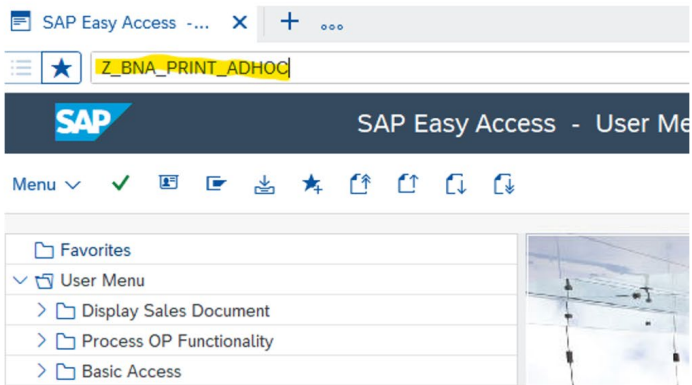 SAP Easy Access -...
Z_BNA_PRINT_ADHOC
SAP
SAP Easy Access - User Me
Menu
Favorites
User Menu
Display Sales Document
Process OP Functionality
Basic Access